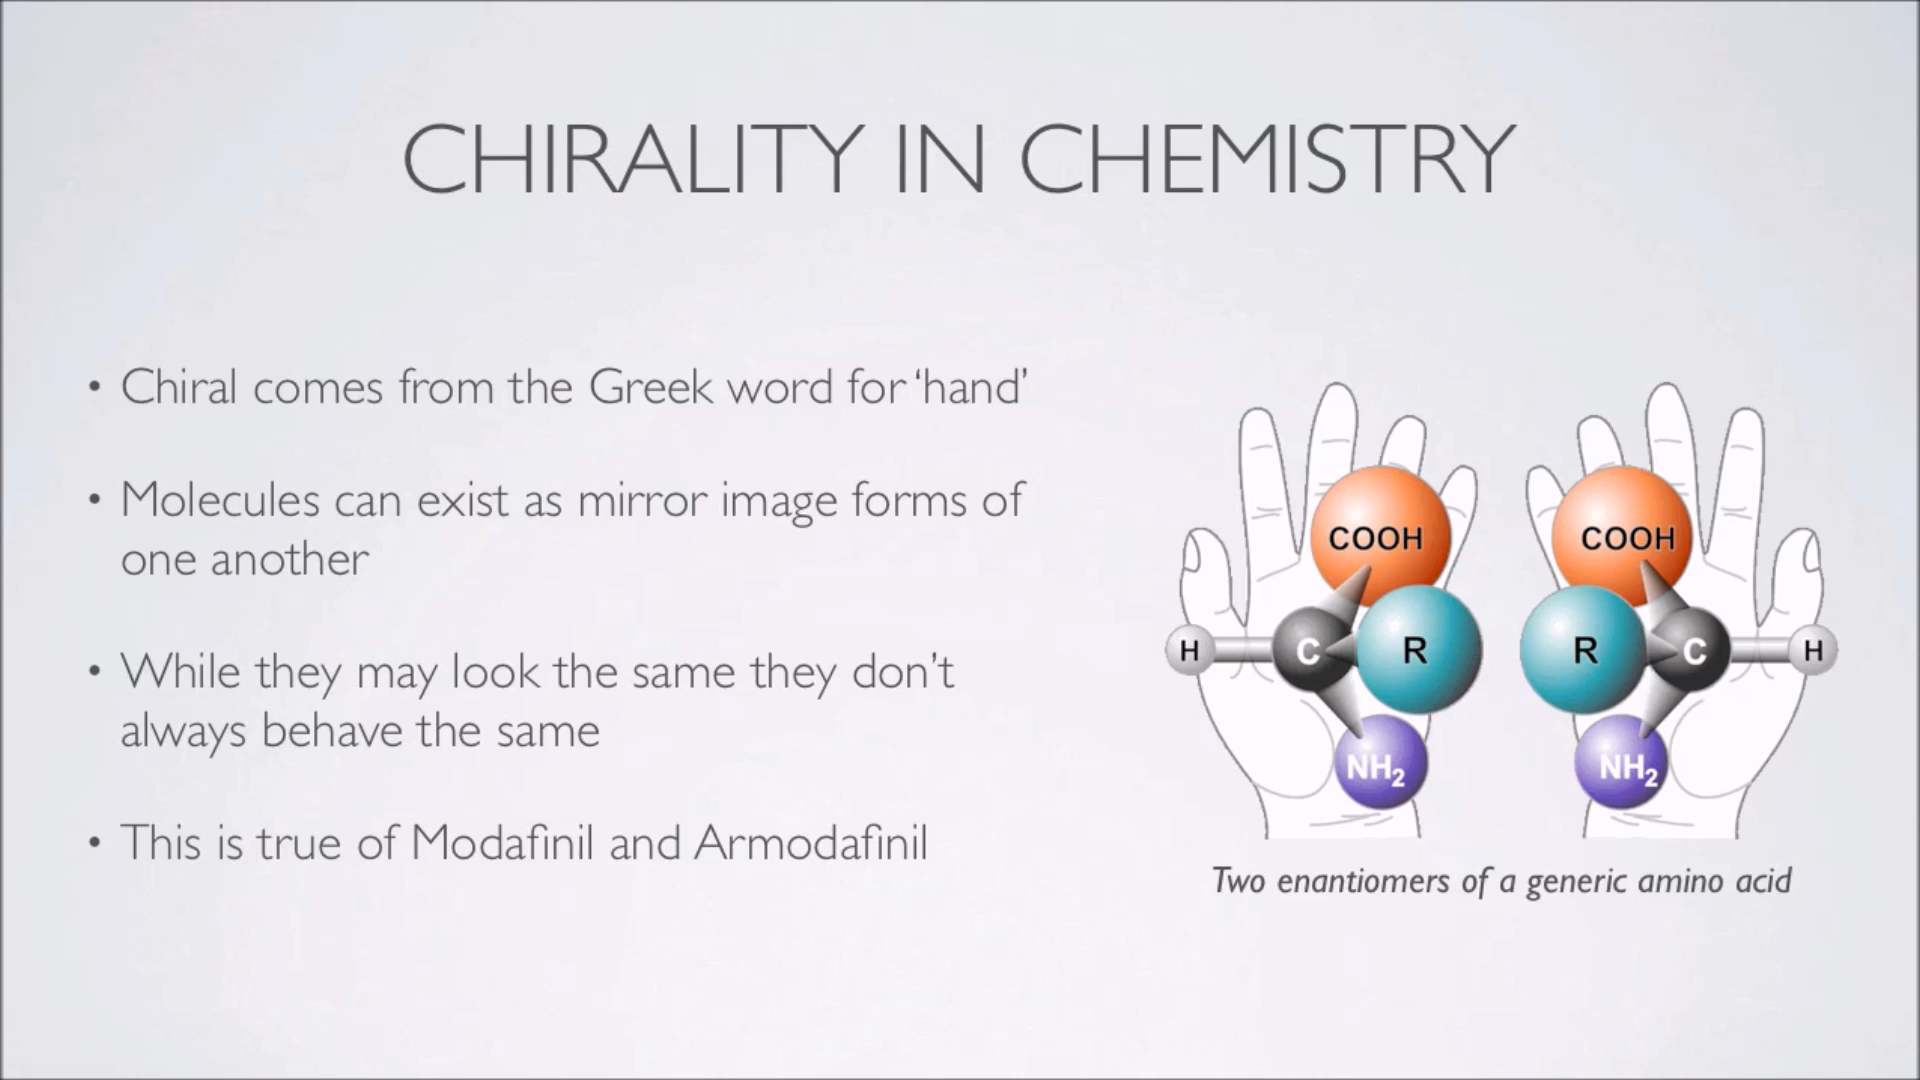 CHIRALITY IN CHEMISTRY
• Chiral comes from the Greek word for ‘hand’
• Molecules can exist as mirror image forms of
one another
• While they may look the same they don’t
always behave the same
• This is true of Modafinil and Armodafinil
COOH COOH
H C R R C H
NH₂ NH₂
Two enantiomers of a generic amino acid